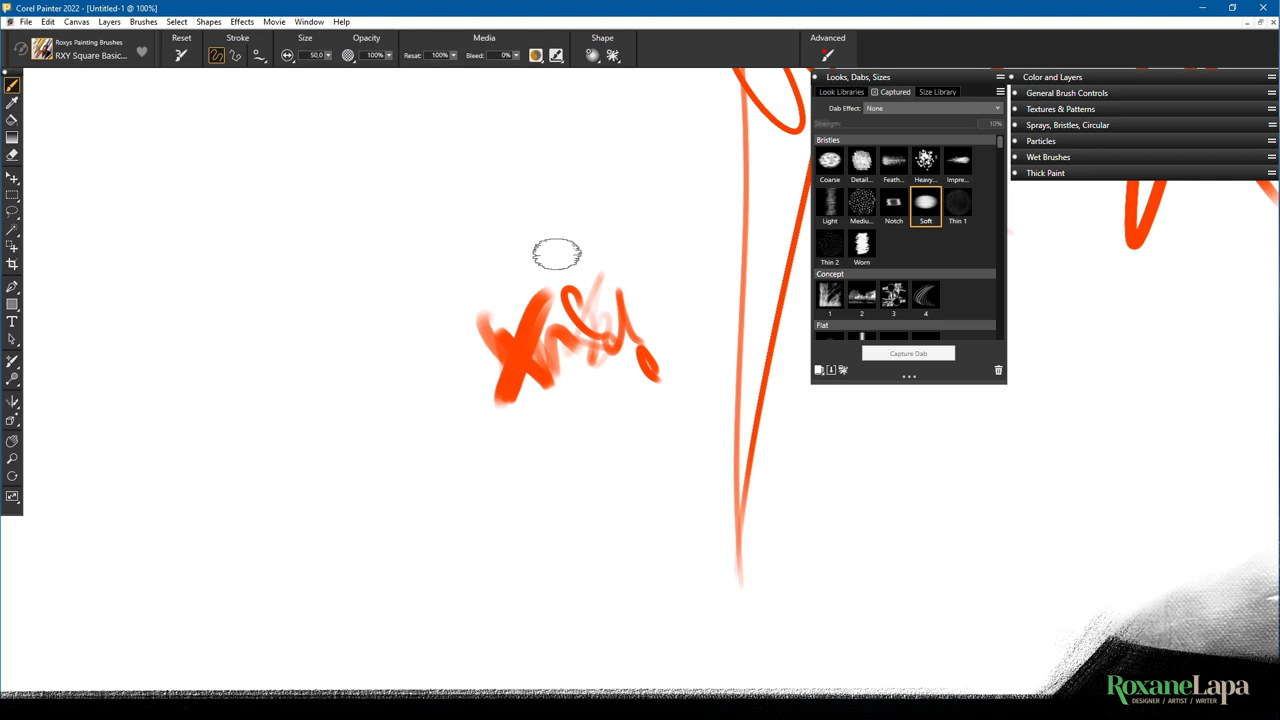 Corel Painter 2022 - [Untitled-1 @ 100%]
File Edit Canvas Layers Brushes Select Shapes Effects Movie Window Help
Roxys Painting Brushes
RXY Square Basic...
Reset Stroke Size Opacity Media Shape Advanced
50.0 100% Reset: 100% Bleed: 0%
Looks, Dabs, Sizes
Look Libraries Captured Size Library
Dab Effect: None
Strength: 10%
Bristles
Coarse Detail... Feath... Heavy... Impre...
Light Mediu... Notch Soft Thin 1
Thin 2 Worn
Concept
1 2 3 4
Flat
Capture Dab
Color and Layers
General Brush Controls
Textures & Patterns
Sprays, Bristles, Circular
Particles
Wet Brushes
Thick Paint
RoxaneLapa
DESIGNER / ARTIST / WRITER